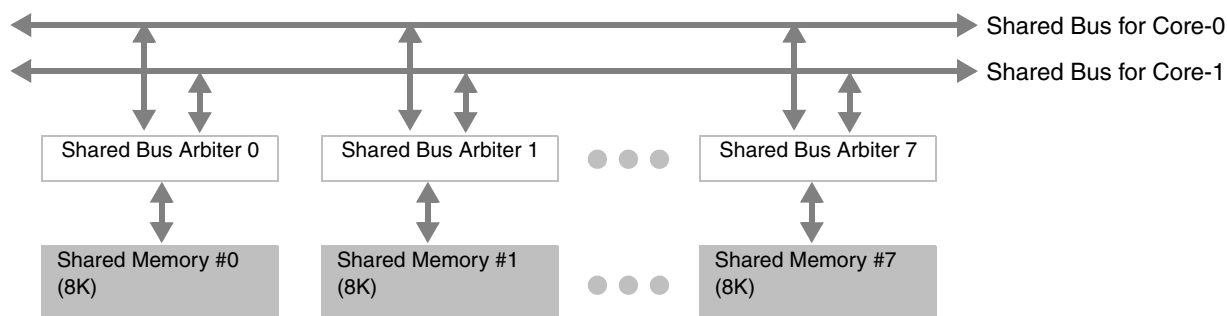 Shared Bus for Core-0
Shared Bus for Core-1
Shared Bus Arbiter 0
Shared Bus Arbiter 1
Shared Bus Arbiter 7
Shared Memory #0
(8K)
Shared Memory #1
(8K)
Shared Memory #7
(8K)